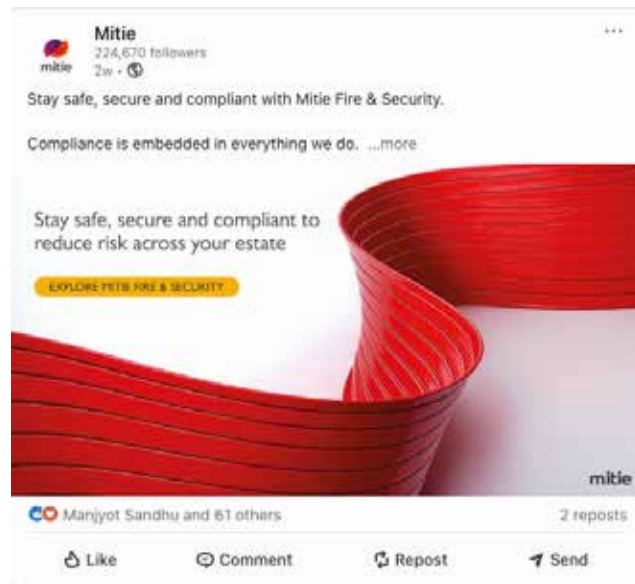 Mitie
224,670 followers
2w •
mitie
Stay safe, secure and compliant with Mitie Fire & Security.
Compliance is embedded in everything we do. ...more
Stay safe, secure and compliant to
reduce risk across your estate
EXPLORE MITIE FIRE & SECURITY
mitie
Manjyot Sandhu and 61 others
2 reposts
Like
Comment
Repost
Send